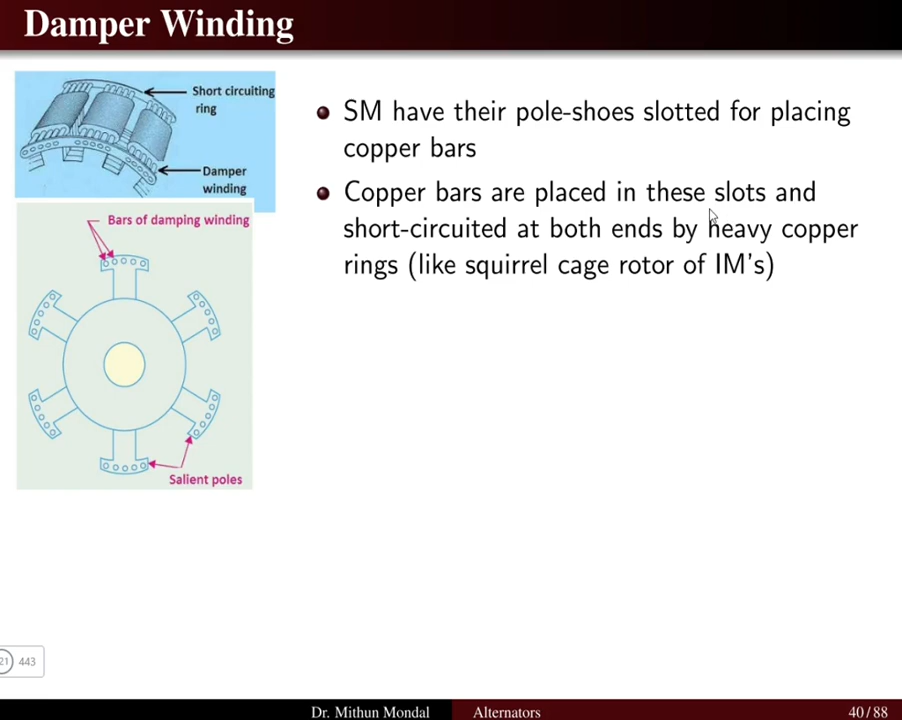 Damper Winding
Short circuiting
ring
Damper
winding
Bars of damping winding
Salient poles
SM have their pole-shoes slotted for placing
copper bars
Copper bars are placed in these slots and
short-circuited at both ends by heavy copper
rings (like squirrel cage rotor of IM's)
21 443
Dr. Mithun Mondal Alternators 40 / 88